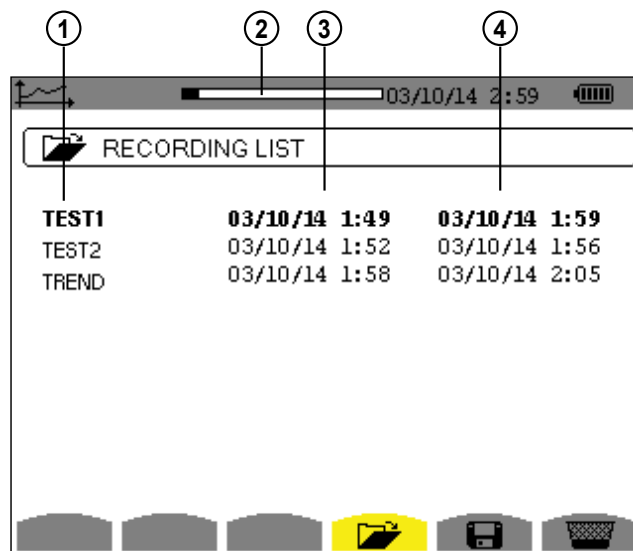 1 2 3 4
03/10/14 2:59
RECORDING LIST
TEST1 03/10/14 1:49 03/10/14 1:59
TEST2 03/10/14 1:52 03/10/14 1:56
TREND 03/10/14 1:58 03/10/14 2:05